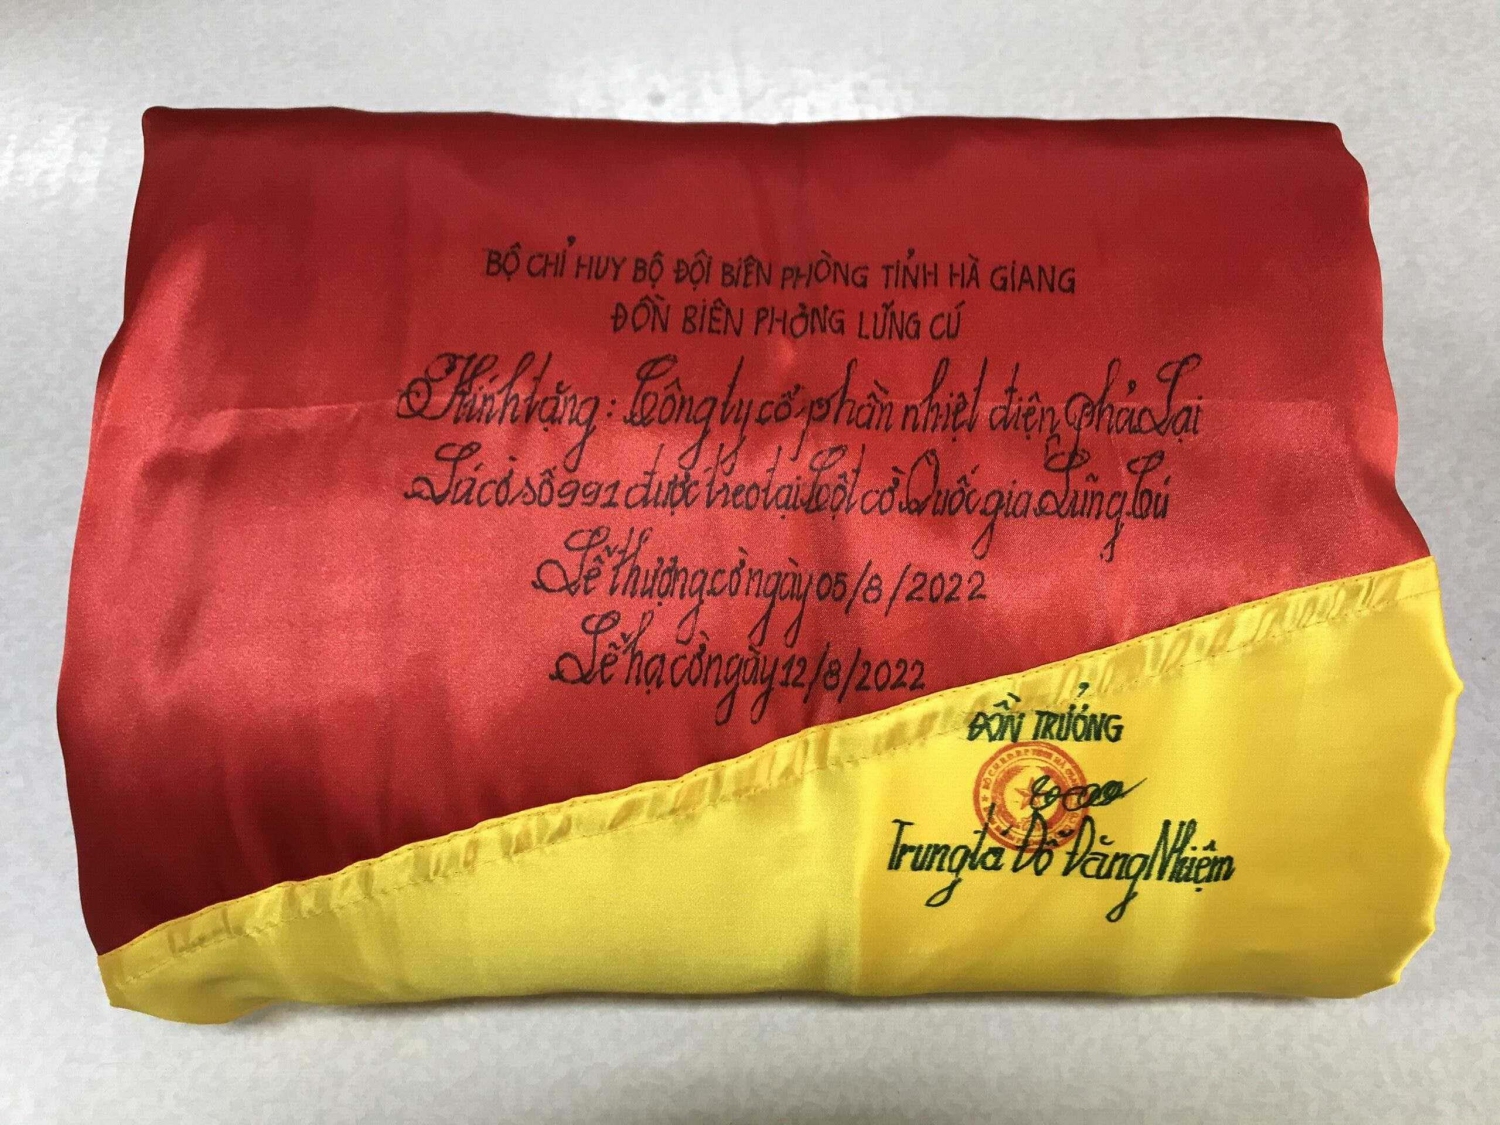 BỘ CHỈ HUY BỘ ĐỘI BIÊN PHÒNG TỈNH HÀ GIANG
ĐỒN BIÊN PHÒNG LŨNG CÚ
Kính tặng: Công ty cổ phần nhiệt điện Phả Lại
Lá cờ số 991 được treo tại Cột cờ Quốc gia Lũng Cú
Lễ thượng cờ ngày 05/8/2022
Lễ hạ cờ ngày 12/8/2022
ĐỒN TRƯỞNG
Trung tá Đỗ Đăng Nhiệm